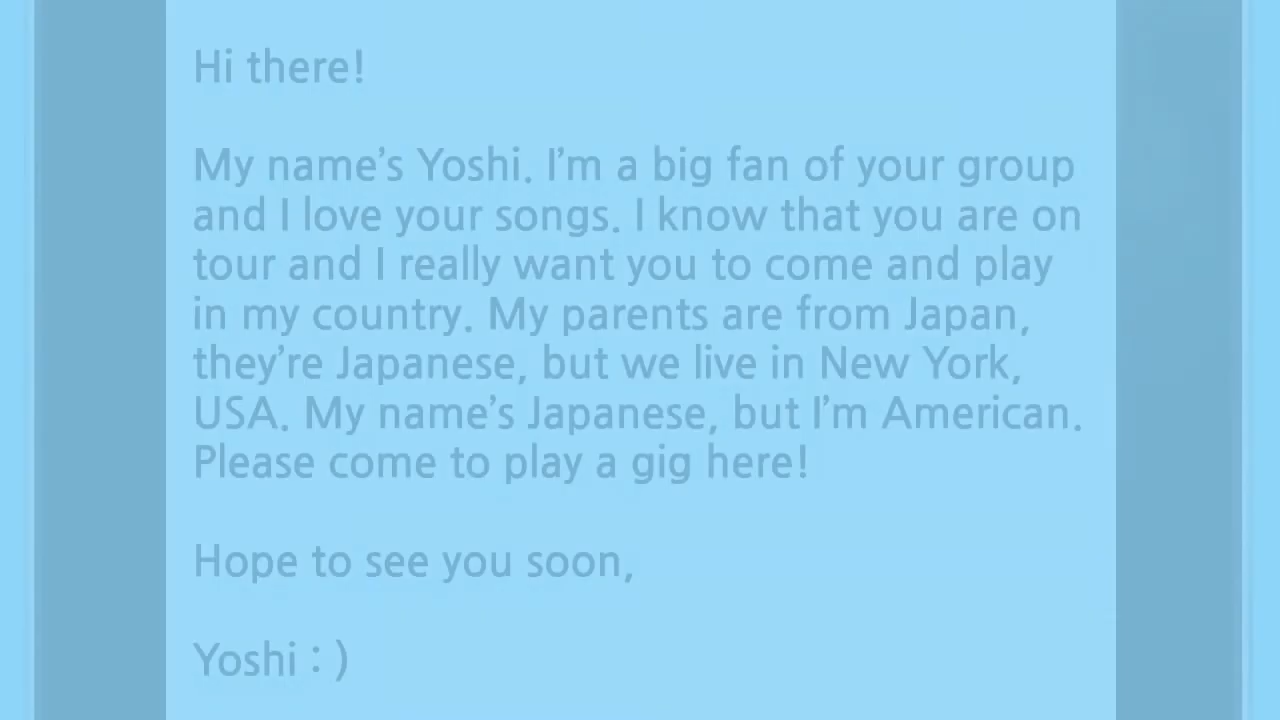 Hi there!
My name’s Yoshi. I’m a big fan of your group
and I love your songs. I know that you are on
tour and I really want you to come and play
in my country. My parents are from Japan,
they’re Japanese, but we live in New York,
USA. My name’s Japanese, but I’m American.
Please come to play a gig here!
Hope to see you soon,
Yoshi : )